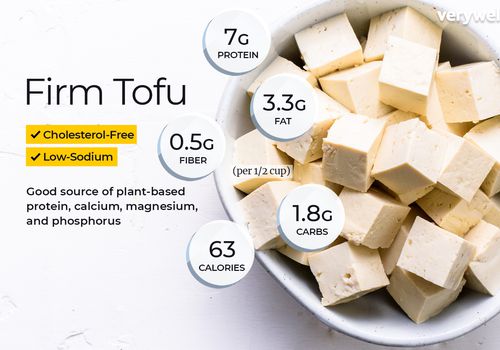 verywel
7G
PROTEIN
Firm Tofu
3.3G
FAT
Cholesterol-Free
0.5G
FIBER
Low-Sodium
(per 1/2 cup)
Good source of plant-based
protein, calcium, magnesium,
and phosphorus
1.8G
CARBS
63
CALORIES